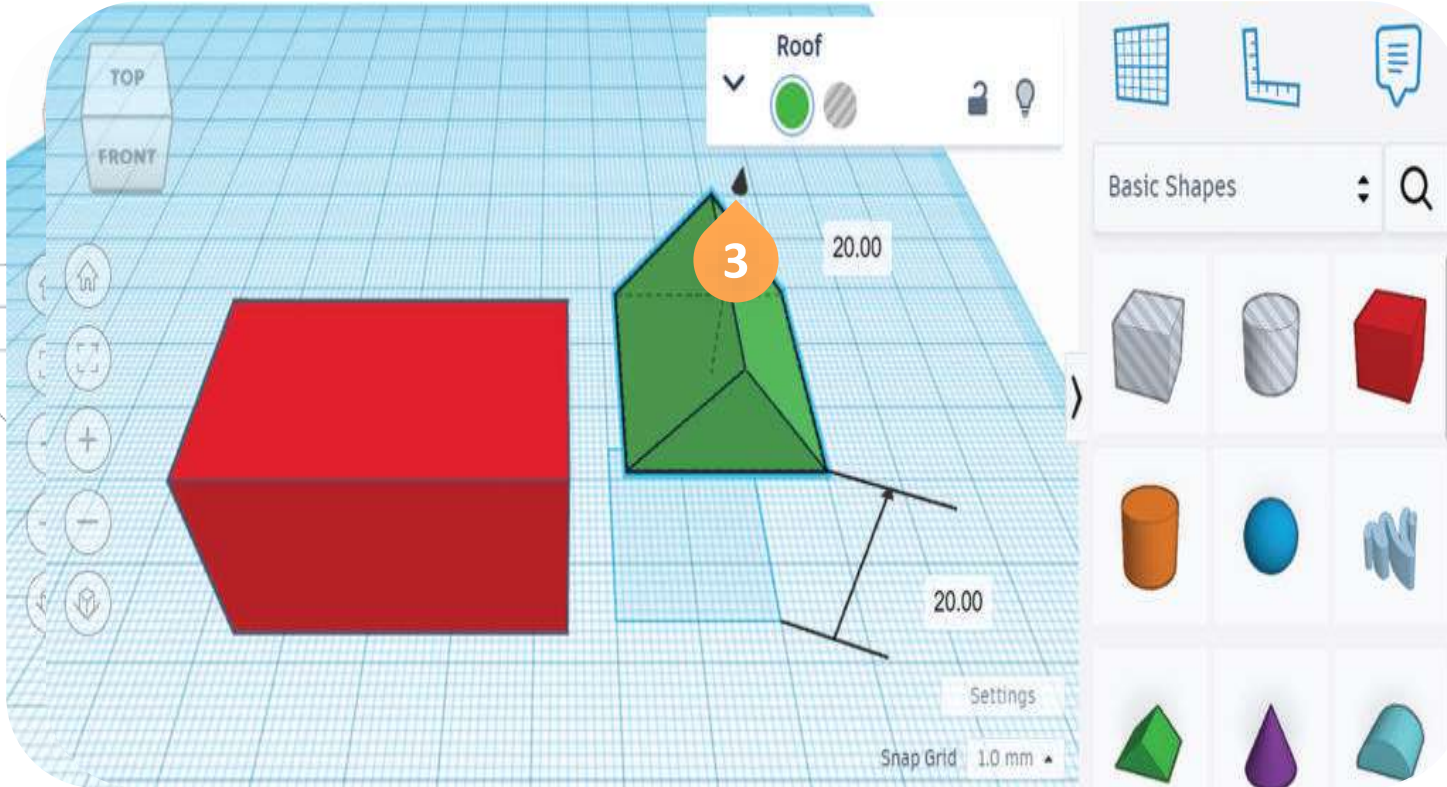 Roof
TOP
FRONT
Basic Shapes
3
20.00
20.00
Settings
Snap Grid 1.0 mm